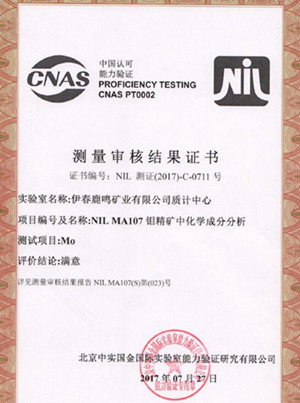 CNAS
中国认可
能力验证
PROFICIENCY TESTING
CNAS PT0002
NIL
测量审核结果证书
证书编号：NIL 测证(2017)-C-0711 号
实验室名称:伊春鹿鸣矿业有限公司质计中心
项目编号及名称:NIL MA107 钼精矿中化学成分分析
测试项目:Mo
评价结论:满意
详见测量审核结果报告 NIL MA107(S)第(023)号
北京中实国金国际实验室能力验证研究有限公司
2017 年 07 月 27 日